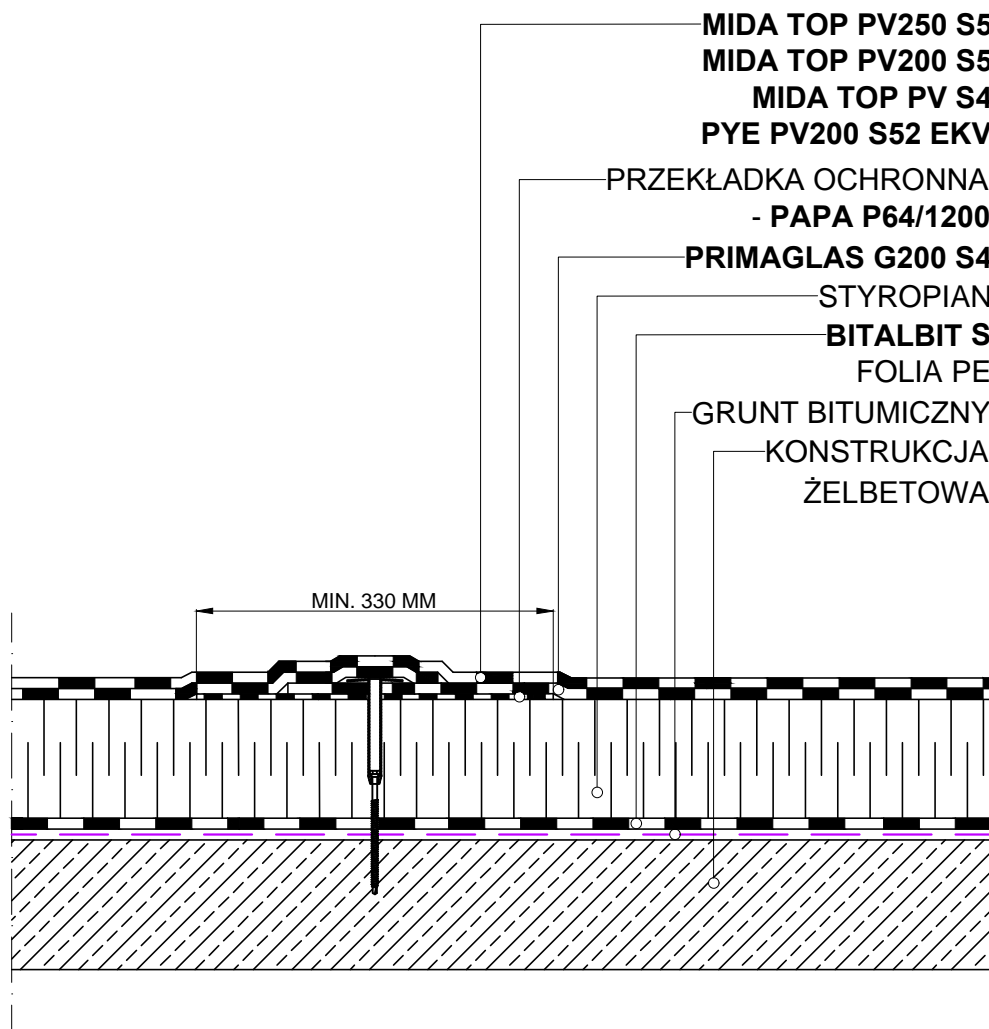 MIDA TOP PV250 S5
MIDA TOP PV200 S5
MIDA TOP PV S4
PYE PV200 S52 EKV
PRZEKŁADKA OCHRONNA
- PAPA P64/1200
PRIMAGLAS G200 S4
STYROPIAN
BITALBIT S
FOLIA PE
GRUNT BITUMICZNY
KONSTRUKCJA
ŻELBETOWA
MIN. 330 MM